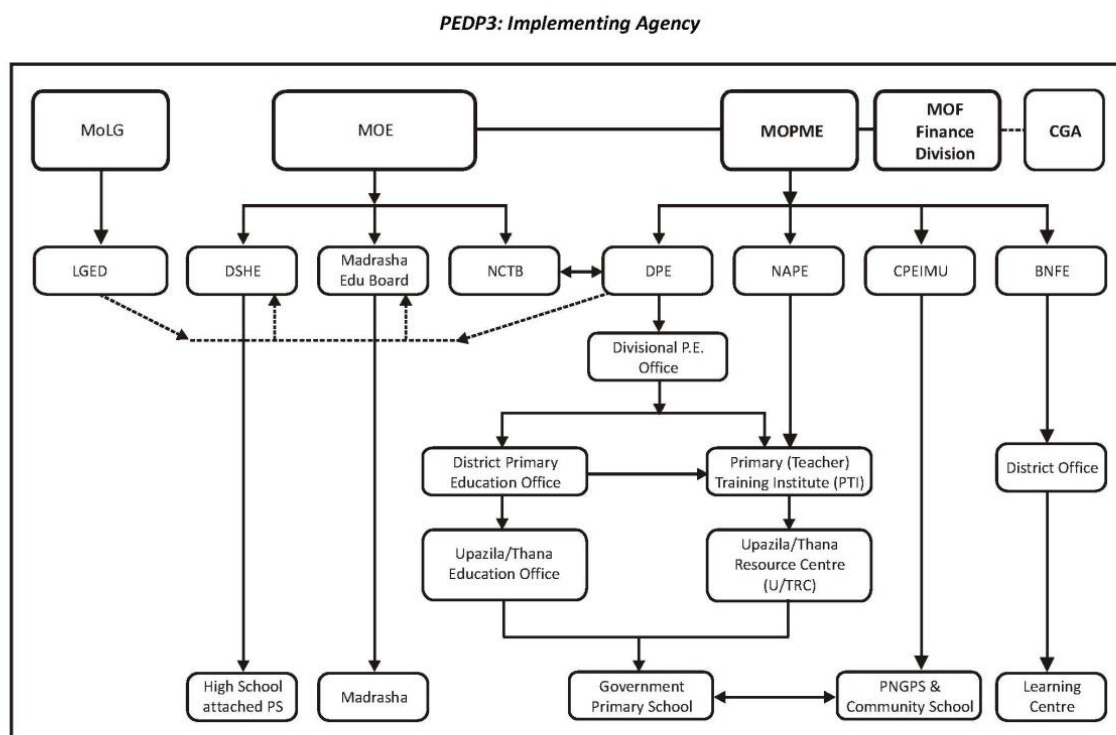 PEDP3: Implementing Agency
MoLG
MOE
MOPME
MOF
Finance
Division
CGA
LGED
DSHE
Madrasha
Edu Board
NCTB
DPE
NAPE
CPEIMU
BNFE
Divisional P.E.
Office
District Primary
Education Office
Primary (Teacher)
Training Institute (PTI)
District Office
Upazila/Thana
Education Office
Upazila/Thana
Resource Centre
(U/TRC)
High School
attached PS
Madrasha
Government
Primary School
PNGPS &
Community School
Learning
Centre